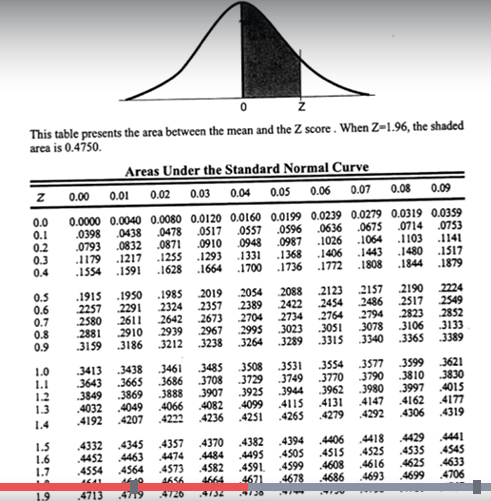 0 Z
This table presents the area between the mean and the Z score . When Z=1.96, the shaded
area is 0.4750.
Areas Under the Standard Normal Curve
Z 0.00 0.01 0.02 0.03 0.04 0.05 0.06 0.07 0.08 0.09
0.0 0.0000 0.0040 0.0080 0.0120 0.0160 0.0199 0.0239 0.0279 0.0319 0.0359
0.1 .0398 .0438 .0478 .0517 .0557 .0596 .0636 .0675 .0714 .0753
0.2 .0793 .0832 .0871 .0910 .0948 .0987 .1026 .1064 .1103 .1141
0.3 .1179 .1217 .1255 .1293 .1331 .1368 .1406 .1443 .1480 .1517
0.4 .1554 .1591 .1628 .1664 .1700 .1736 .1772 .1808 .1844 .1879
0.5 .1915 .1950 .1985 .2019 .2054 .2088 .2123 .2157 .2190 .2224
0.6 .2257 .2291 .2324 .2357 .2389 .2422 .2454 .2486 .2517 .2549
0.7 .2580 .2611 .2642 .2673 .2704 .2734 .2764 .2794 .2823 .2852
0.8 .2881 .2910 .2939 .2967 .2995 .3023 .3051 .3078 .3106 .3133
0.9 .3159 .3186 .3212 .3238 .3264 .3289 .3315 .3340 .3365 .3389
1.0 .3413 .3438 .3461 .3485 .3508 .3531 .3554 .3577 .3599 .3621
1.1 .3643 .3665 .3686 .3708 .3729 .3749 .3770 .3790 .3810 .3830
1.2 .3849 .3869 .3888 .3907 .3925 .3944 .3962 .3980 .3997 .4015
1.3 .4032 .4049 .4066 .4082 .4099 .4115 .4131 .4147 .4162 .4177
1.4 .4192 .4207 .4222 .4236 .4251 .4265 .4279 .4292 .4306 .4319
1.5 .4332 .4345 .4357 .4370 .4382 .4394 .4406 .4418 .4429 .4441
1.6 .4452 .4463 .4474 .4484 .4495 .4505 .4515 .4525 .4535 .4545
1.7 .4554 .4564 .4573 .4582 .4591 .4599 .4608 .4616 .4625 .4633
.4656 .4664 .4671 .4678 .4686 .4693 .4699 .4706
1.9 .4713 .4719 .4726 .4732 .4738